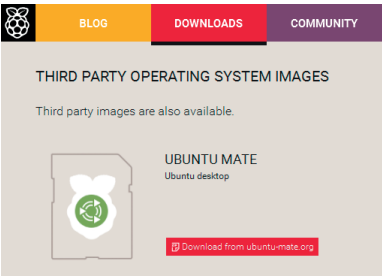 BLOG
DOWNLOADS
COMMUNITY
THIRD PARTY OPERATING SYSTEM IMAGES
Third party images are also available.
UBUNTU MATE
Ubuntu desktop
Download from ubuntu-mate.org